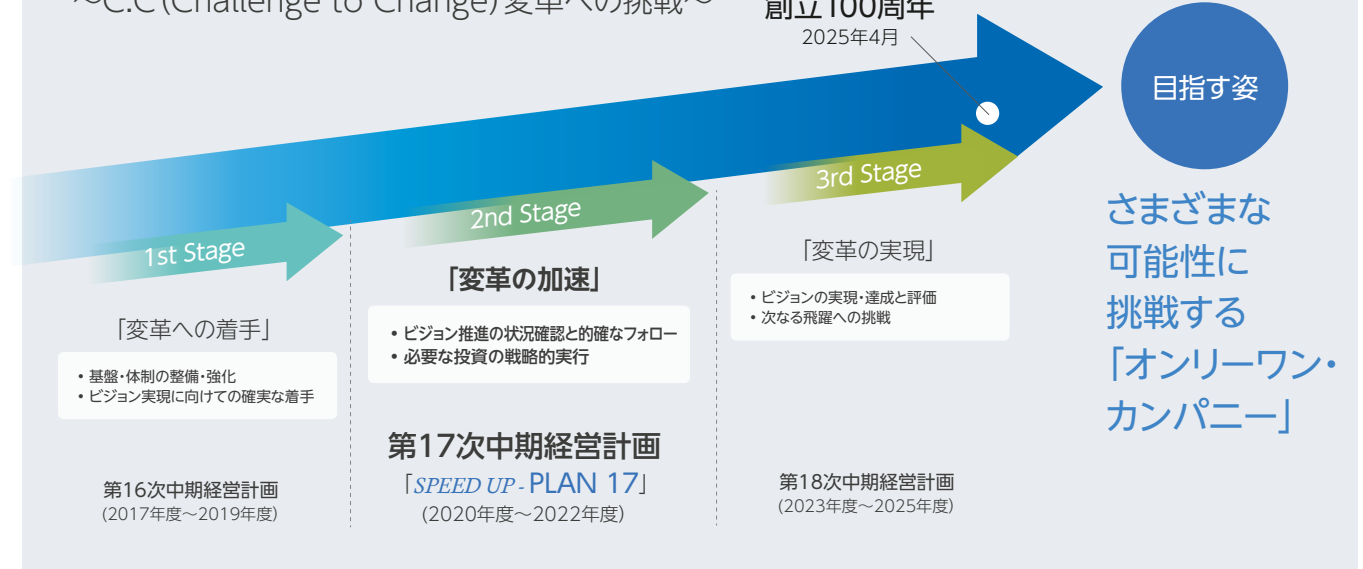 ～C.C(Challenge to Change)変革への挑戦～
創立100周年
2025年4月
目指す姿
さまざまな
可能性に
挑戦する
「オンリーワン・
カンパニー」
1st Stage
「変革への着手」
• 基盤・体制の整備・強化
• ビジョン実現に向けての確実な着手
第16次中期経営計画
(2017年度～2019年度)
2nd Stage
「変革の加速」
• ビジョン推進の状況確認と的確なフォロー
• 必要な投資の戦略的実行
第17次中期経営計画
「SPEED UP - PLAN 17」
(2020年度～2022年度)
3rd Stage
「変革の実現」
• ビジョンの実現・達成と評価
• 次なる飛躍への挑戦
第18次中期経営計画
(2023年度～2025年度)